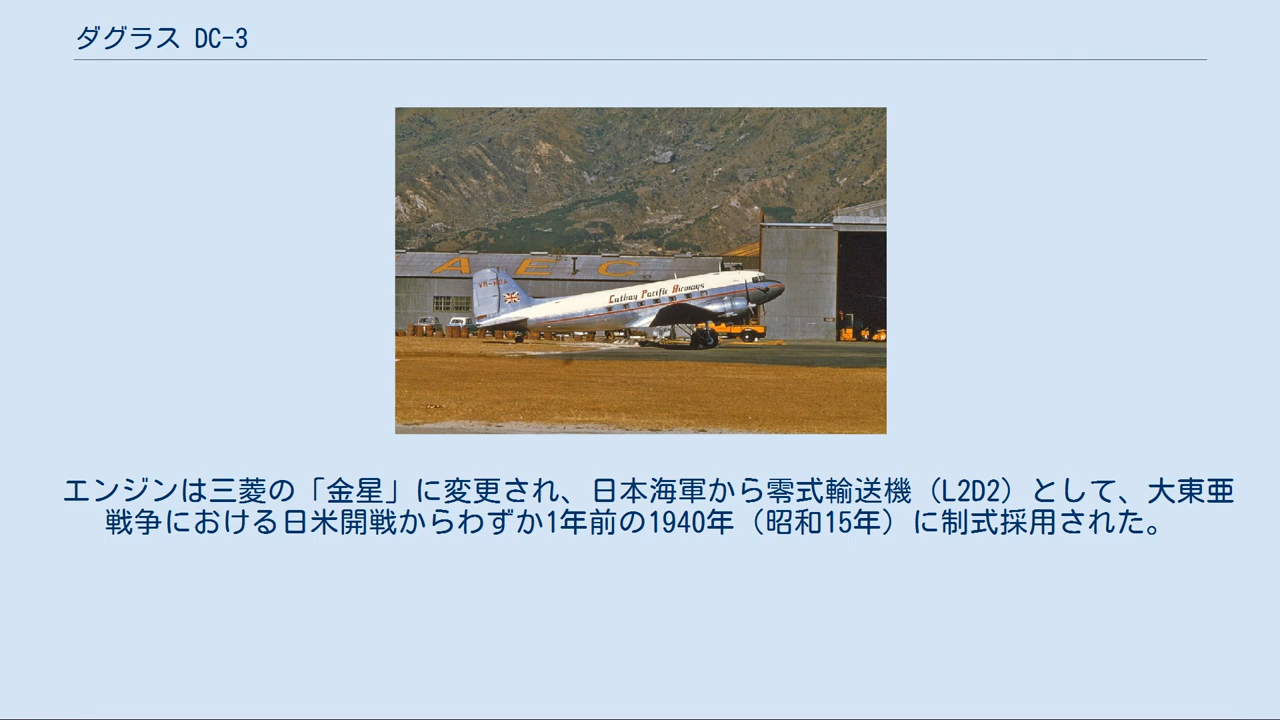 ダグラス DC-3
AEC
Cathay Pacific Airways
エンジンは三菱の「金星」に変更され、日本海軍から零式輸送機（L2D2）として、大東亜
戦争における日米開戦からわずか1年前の1940年（昭和15年）に制式採用された。